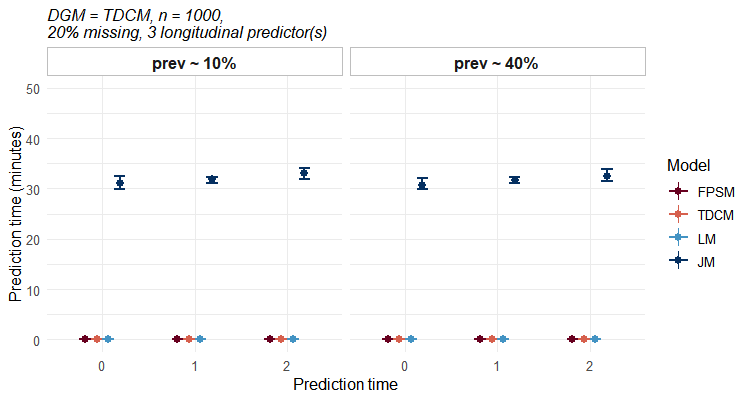 DGM = TDCM, n = 1000,
20% missing, 3 longitudinal predictor(s)
prev ~ 10%
prev ~ 40%
Prediction time (minutes)
50
40
30
20
10
0
0
1
2
0
1
2
Prediction time
Model
FPSM
TDCM
LM
JM